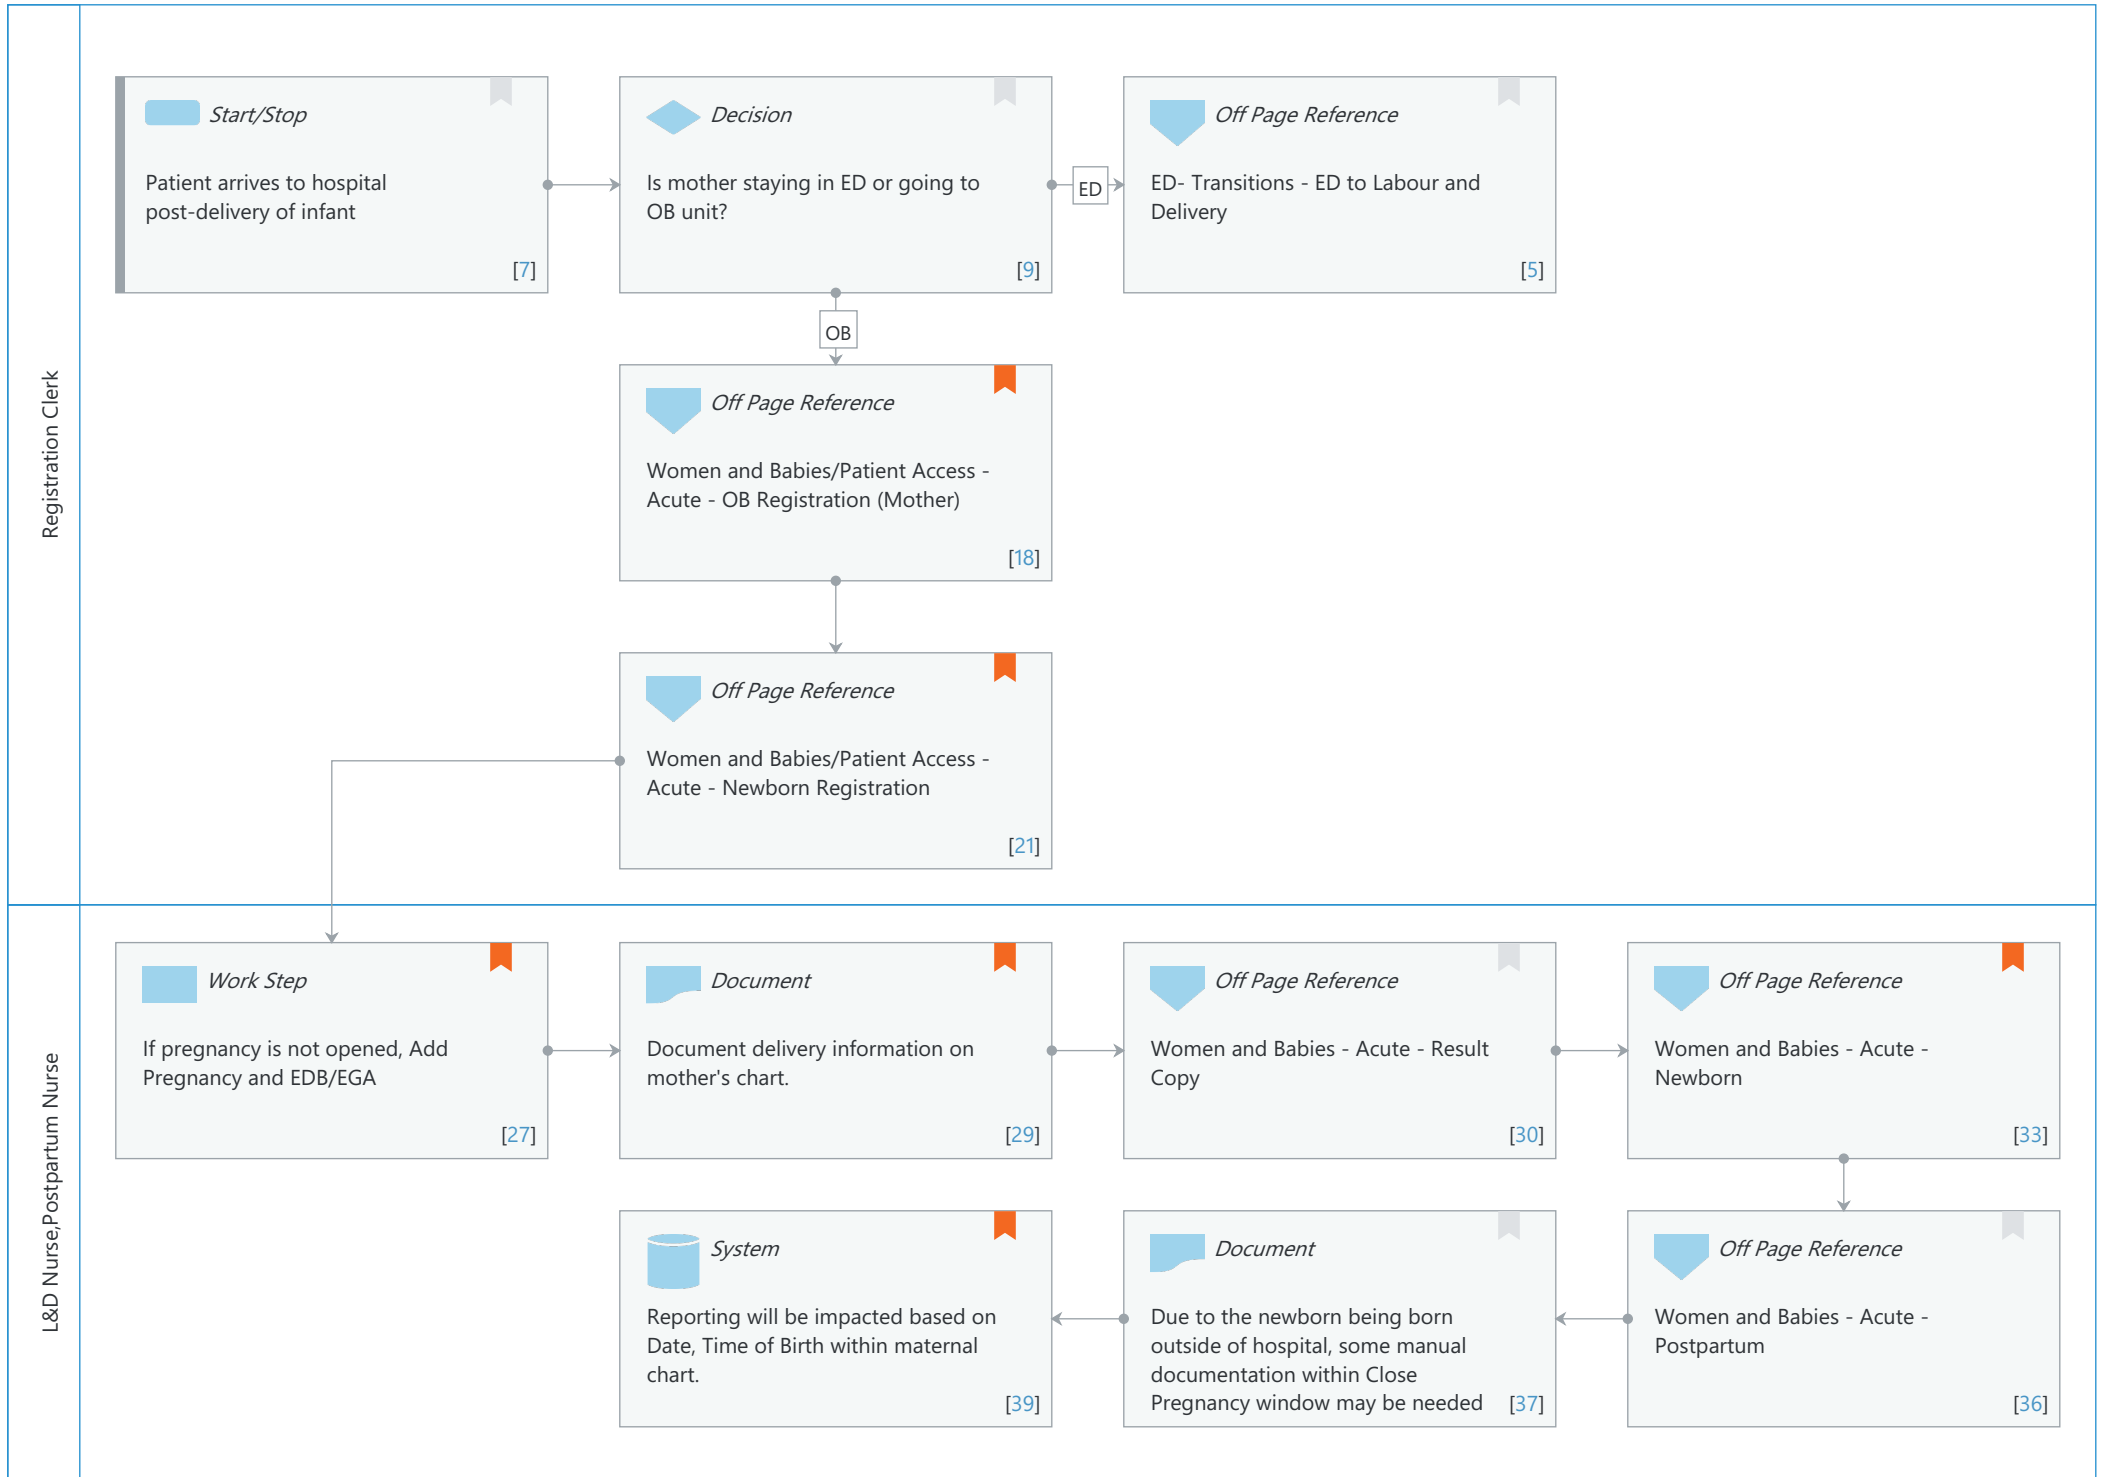 Registration Clerk
Start/Stop
Patient arrives to hospital
post-delivery of infant
[7]
Decision
Is mother staying in ED or going to
OB unit?
[9]
ED
Off Page Reference
ED- Transitions - ED to Labour and
Delivery
[5]
OB
Off Page Reference
Women and Babies/Patient Access -
Acute - OB Registration (Mother)
[18]
Off Page Reference
Women and Babies/Patient Access -
Acute - Newborn Registration
[21]
L&D Nurse,Postpartum Nurse
Work Step
If pregnancy is not opened, Add
Pregnancy and EDB/EGA
[27]
Document
Document delivery information on
mother's chart.
[29]
Off Page Reference
Women and Babies - Acute - Result
Copy
[30]
Off Page Reference
Women and Babies - Acute -
Newborn
[33]
System
Reporting will be impacted based on
Date, Time of Birth within maternal
chart.
[39]
Document
Due to the newborn being born
outside of hospital, some manual
documentation within Close
Pregnancy window may be needed [37]
Off Page Reference
Women and Babies - Acute -
Postpartum
[36]